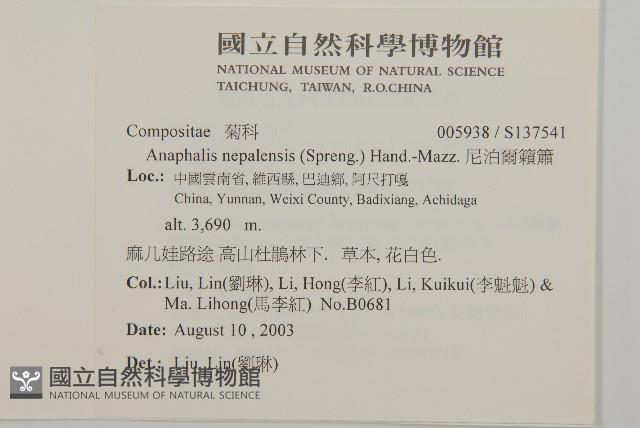 國立自然科學博物館
NATIONAL MUSEUM OF NATURAL SCIENCE
TAICHUNG, TAIWAN, R.O.CHINA
Compositae 菊科 005938 / S137541
Anaphalis nepalensis (Spreng.) Hand.-Mazz. 尼泊爾籟簫
Loc.: 中國雲南省, 維西縣, 巴迪鄉, 阿尺打嘎
China, Yunnan, Weixi County, Badixiang, Achidaga
alt. 3,690 m.
麻几娃路途 高山杜鵑林下. 草本, 花白色.
Col.: Liu, Lin(劉琳), Li, Hong(李紅), Li, Kuikui(李魁魁) &
Ma. Lihong(馬李紅) No.B0681
Date: August 10 , 2003
Det.: Liu, Lin(劉琳)
國立自然科學博物館
NATIONAL MUSEUM OF NATURAL SCIENCE